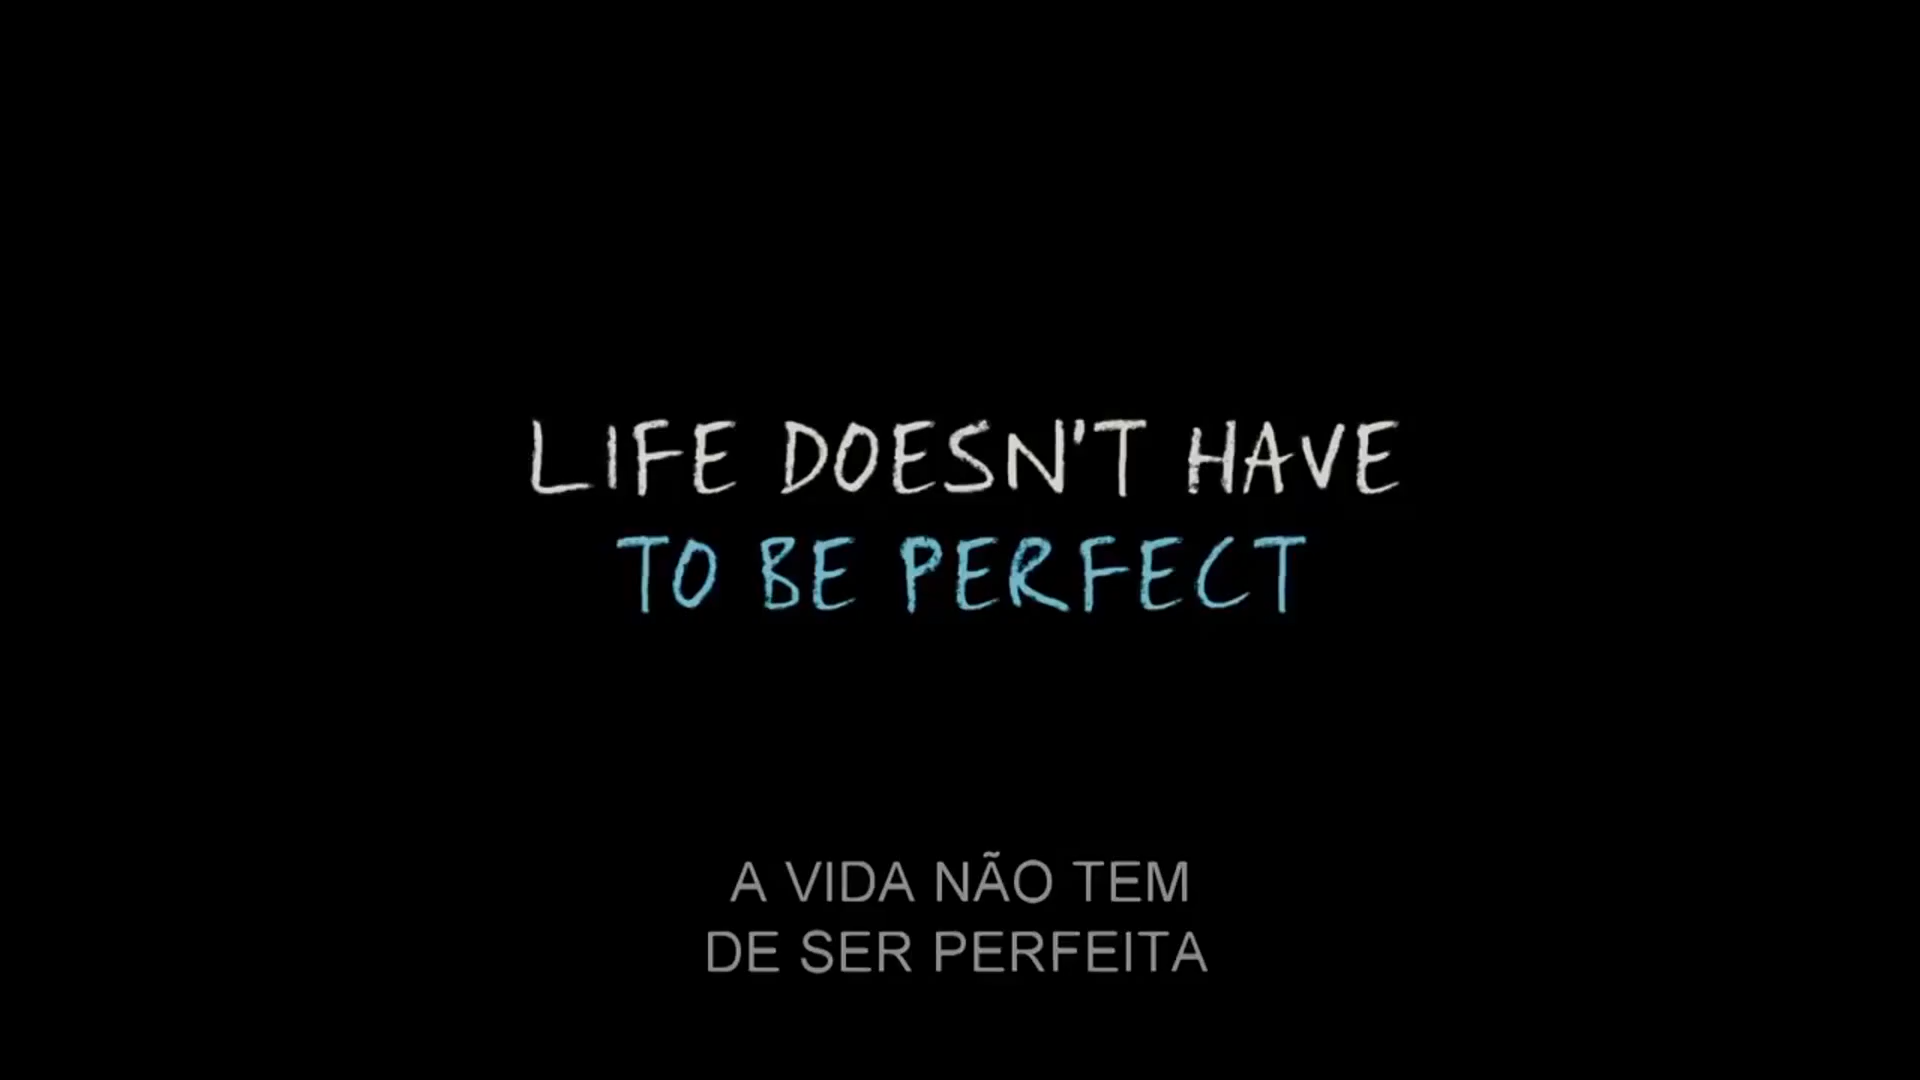 LIFE DOESN'T HAVE
TO BE PERFECT
A VIDA NÃO TEM
DE SER PERFEITA